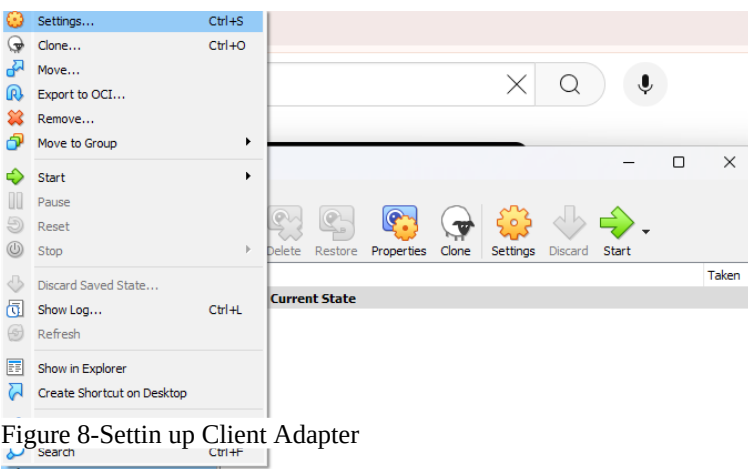 Settings... Ctrl+S
Clone... Ctrl+O
Move...
Export to OCI...
Remove...
Move to Group
Start
Pause
Reset
Stop
Discard Saved State...
Show Log... Ctrl+L
Refresh
Show in Explorer
Create Shortcut on Desktop
Search Ctrl+F
Delete Restore Properties Clone Settings Discard Start
Taken
Current State
Figure 8-Settin up Client Adapter